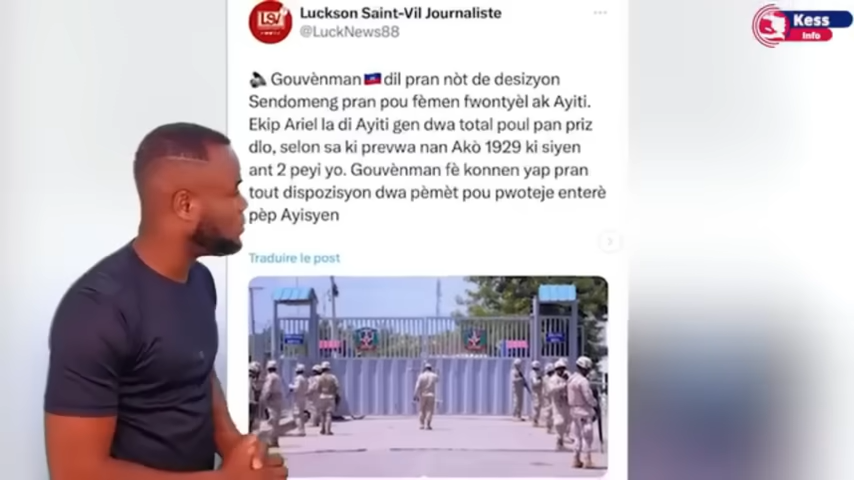 LSV
Luckson Saint-Vil Journaliste
@LuckNews88
Kess
Info
Gouvènman dil pran nòt de desizyon
Sendomeng pran pou fèmen fwontyèl ak Ayiti.
Ekip Ariel la di Ayiti gen dwa total poul pan priz
dlo, selon sa ki prevwa nan Akò 1929 ki siyen
ant 2 peyi yo. Gouvènman fè konnen yap pran
tout dispozisyon dwa pèmèt pou pwoteje enterè
pèp Ayisyen
Traduire le post